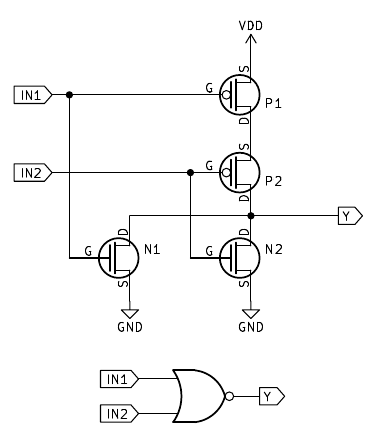 VDD
S
IN1 G P1
D
S
IN2 G P2
D
Y
D D
G N1 G N2
S S
GND GND
IN1
Y
IN2